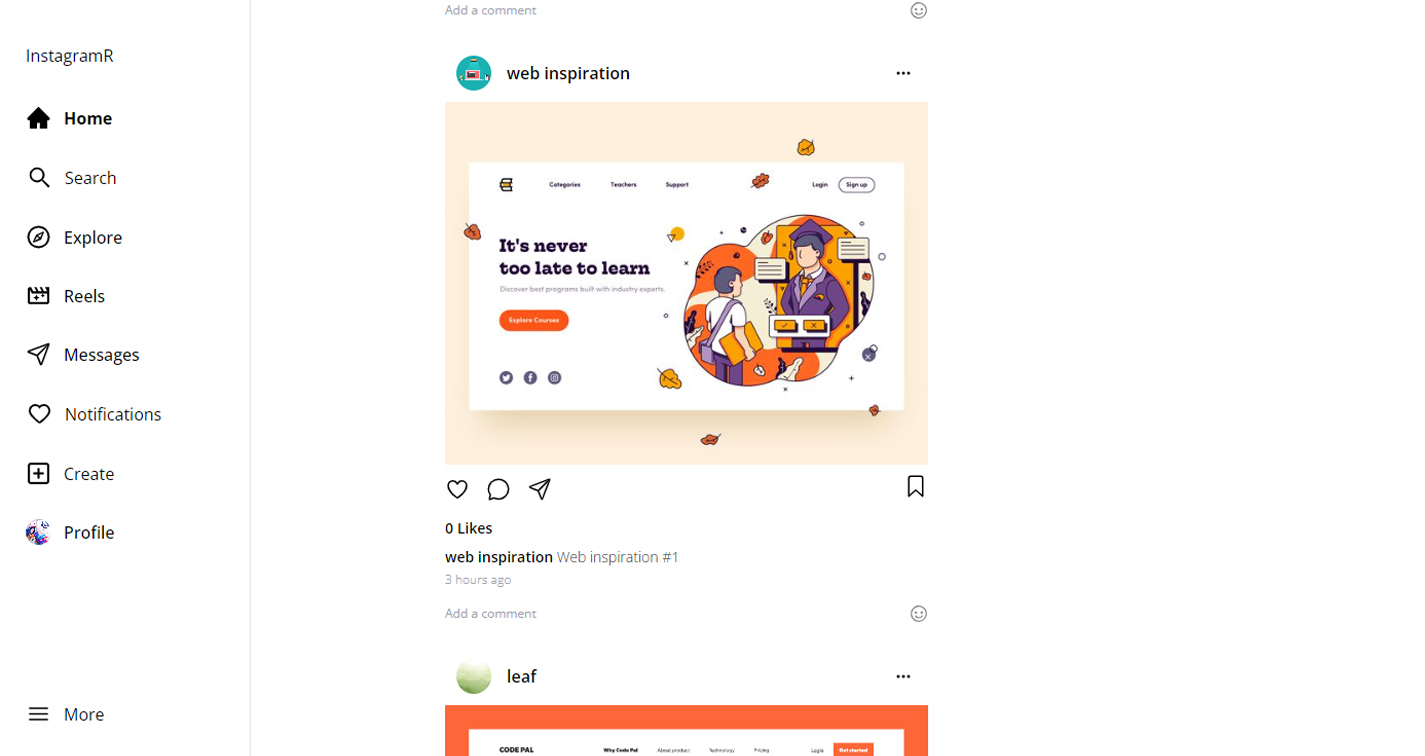 InstagramR
Home
Search
Explore
Reels
Messages
Notifications
Create
Profile
More
Add a comment
web inspiration
Categories Teachers Support Login Sign up
It's never
too late to learn
Discover best programs built with industry experts.
Explore Courses
0 Likes
web inspiration Web inspiration #1
3 hours ago
Add a comment
leaf
CODE PAL Why Code Pal About product Technology Pricing Login Get started